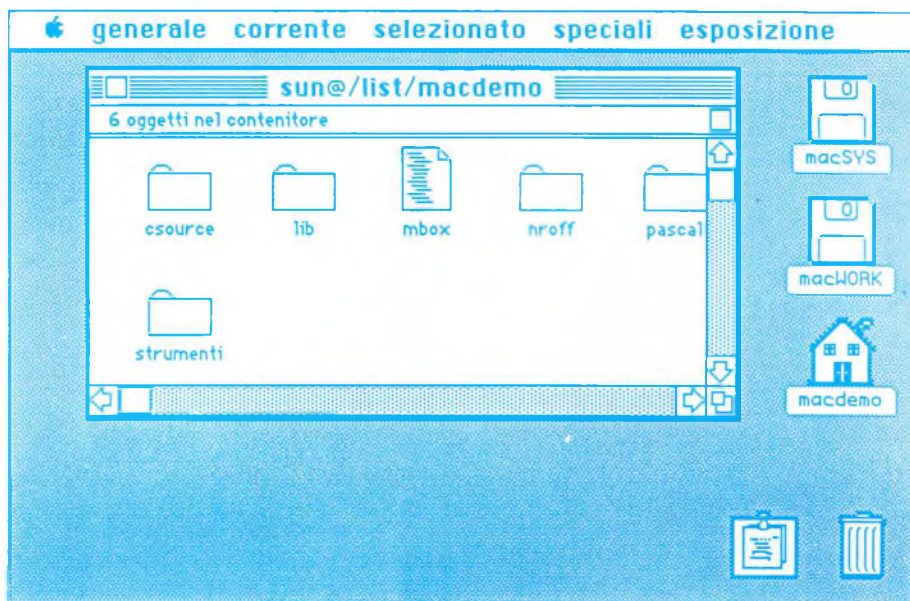 generale corrente selezionato speciali esposizione
sun@/list/macdemo
6 oggetti nel contenitore
csource lib mbox nroff pascal
strumenti
macSYS
macWORK
macdemo